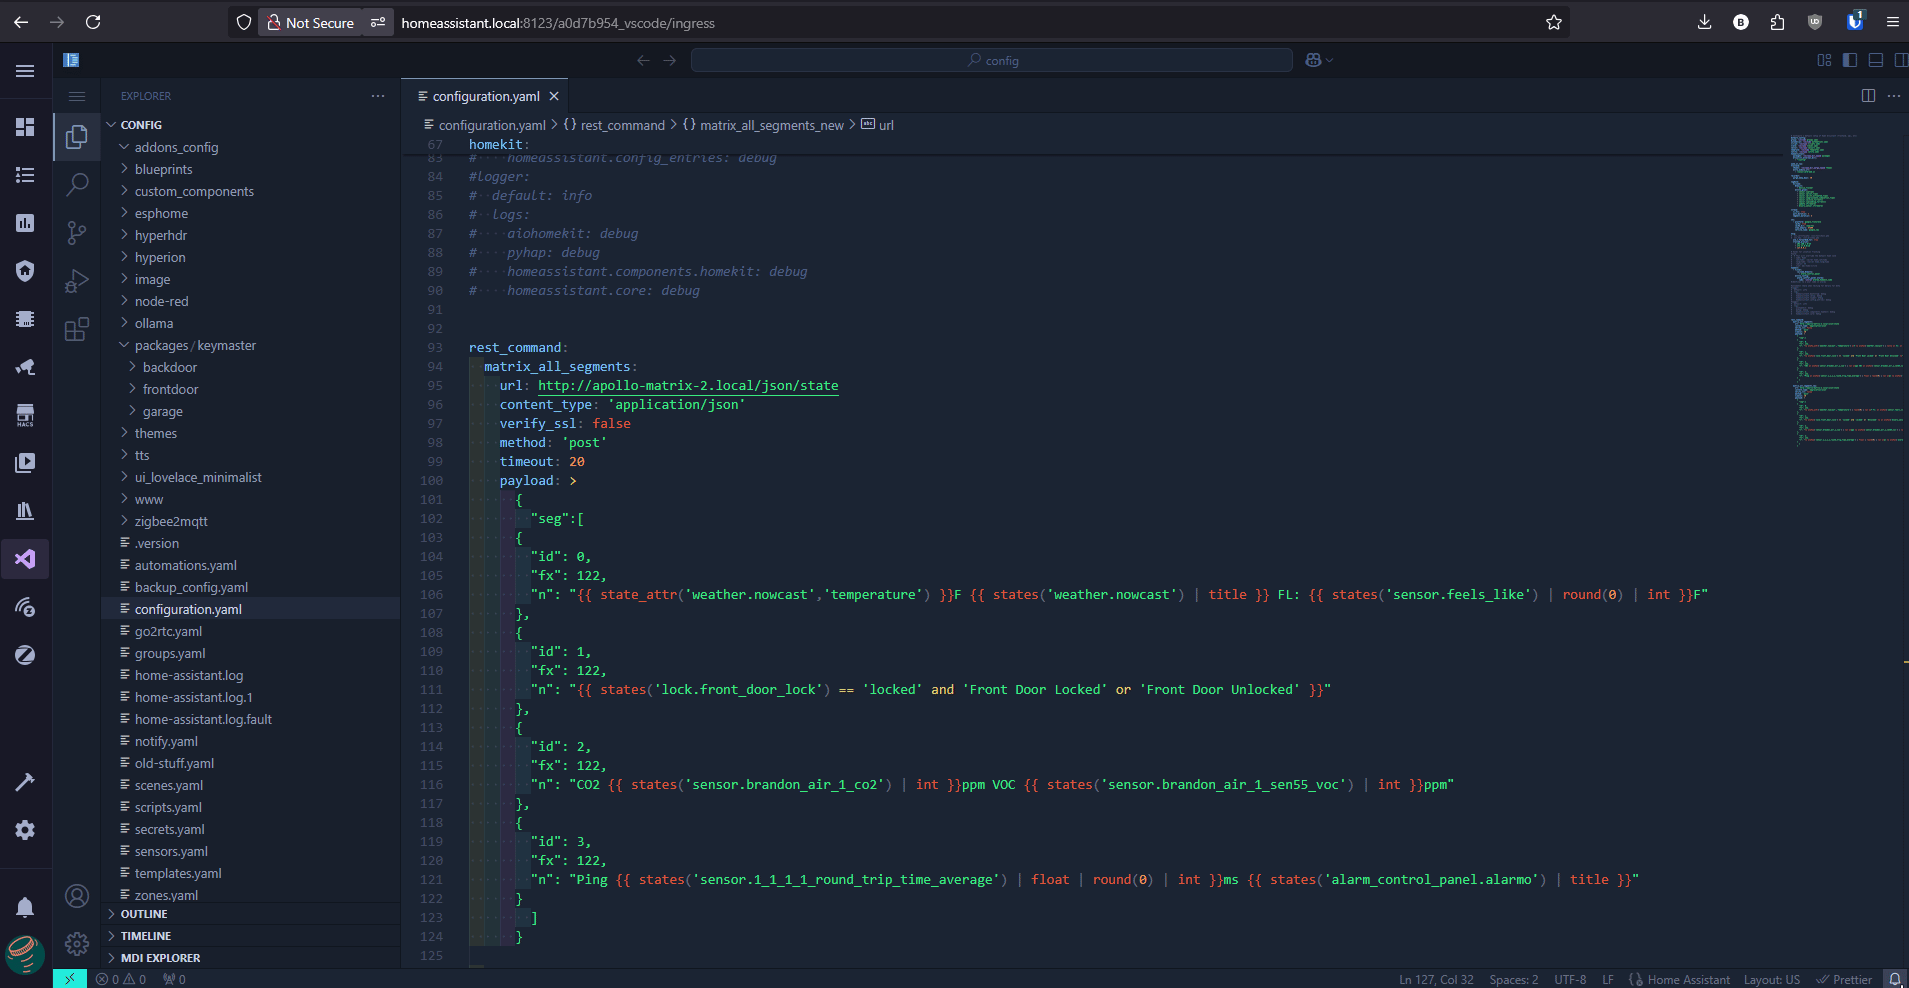 Not Secure
homeassistant.local:8123/a0d7b954_vscode/ingress
B
1
config
EXPLORER
CONFIG
addons_config
blueprints
custom_components
esphome
hyperhdr
hyperion
image
node-red
ollama
packages / keymaster
backdoor
frontdoor
garage
themes
tts
ui_lovelace_minimalist
www
zigbee2mqtt
.version
automations.yaml
backup_config.yaml
configuration.yaml
go2rtc.yaml
groups.yaml
home-assistant.log
home-assistant.log.1
home-assistant.log.fault
notify.yaml
old-stuff.yaml
scenes.yaml
scripts.yaml
secrets.yaml
sensors.yaml
templates.yaml
zones.yaml
OUTLINE
TIMELINE
MDI EXPLORER
HACS
configuration.yaml
configuration.yaml > {} rest_command > {} matrix_all_segments_new > abc url
67 homekit:
83 #    homeassistant.config_entries: debug
84 #logger:
85 #  default: info
86 #  logs:
87 #    aiohomekit: debug
88 #    pyhap: debug
89 #    homeassistant.components.homekit: debug
90 #    homeassistant.core: debug
91
92
93 rest_command:
94   matrix_all_segments:
95     url: http://apollo-matrix-2.local/json/state
96     content_type: 'application/json'
97     verify_ssl: false
98     method: 'post'
99     timeout: 20
100     payload: >
101       {
102         "seg":[
103       {
104         "id": 0,
105         "fx": 122,
106         "n": "{{ state_attr('weather.nowcast','temperature') }}F {{ states('weather.nowcast') | title }} FL: {{ states('sensor.feels_like') | round(0) | int }}F"
107       },
108       {
109         "id": 1,
110         "fx": 122,
111         "n": "{{ states('lock.front_door_lock') == 'locked' and 'Front Door Locked' or 'Front Door Unlocked' }}"
112       },
113       {
114         "id": 2,
115         "fx": 122,
116         "n": "CO2 {{ states('sensor.brandon_air_1_co2') | int }}ppm VOC {{ states('sensor.brandon_air_1_sen55_voc') | int }}ppm"
117       },
118       {
119         "id": 3,
120         "fx": 122,
121         "n": "Ping {{ states('sensor.1_1_1_1_round_trip_time_average') | float | round(0) | int }}ms {{ states('alarm_control_panel.alarmo') | title }}"
122       }
123         ]
124       }
125
0 0 0
Ln 127, Col 32 Spaces: 2 UTF-8 LF {} Home Assistant Layout: US Prettier